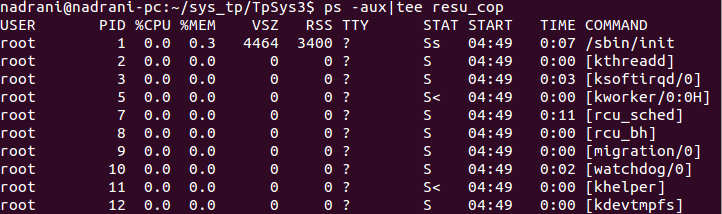 nadrani@nadrani-pc:~/sys_tp/TpSys3$ ps -aux|tee resu_cop
USER       PID %CPU %MEM    VSZ   RSS TTY      STAT START   TIME COMMAND
root         1  0.0  0.3   4464  3400 ?        Ss   04:49   0:07 /sbin/init
root         2  0.0  0.0      0     0 ?        S    04:49   0:00 [kthreadd]
root         3  0.0  0.0      0     0 ?        S    04:49   0:03 [ksoftirqd/0]
root         5  0.0  0.0      0     0 ?        S<   04:49   0:00 [kworker/0:0H]
root         7  0.0  0.0      0     0 ?        S    04:49   0:11 [rcu_sched]
root         8  0.0  0.0      0     0 ?        S    04:49   0:00 [rcu_bh]
root         9  0.0  0.0      0     0 ?        S    04:49   0:00 [migration/0]
root        10  0.0  0.0      0     0 ?        S    04:49   0:02 [watchdog/0]
root        11  0.0  0.0      0     0 ?        S<   04:49   0:00 [khelper]
root        12  0.0  0.0      0     0 ?        S    04:49   0:00 [kdevtmpfs]